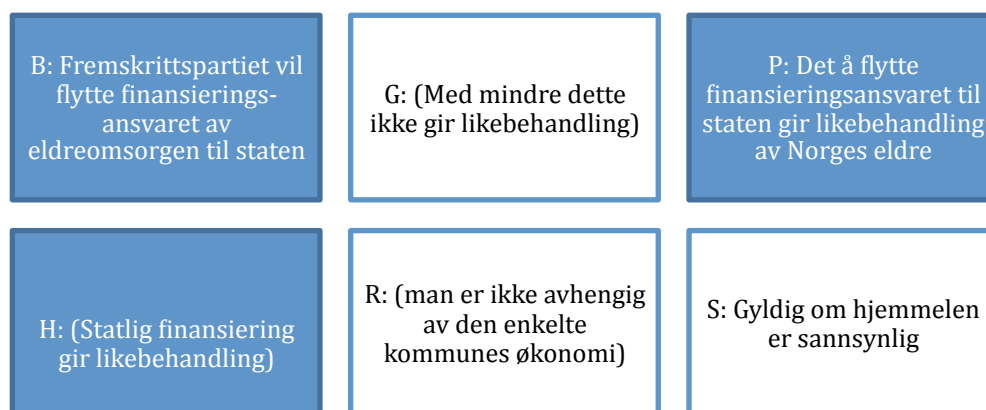 B: Fremskrittspartiet vil
flytte finansierings-
ansvaret av
eldreomsorgen til staten
G: (Med mindre dette
ikke gir likebehandling)
P: Det å flytte
finansieringsansvaret til
staten gir likebehandling
av Norges eldre
H: (Statlig finansiering
gir likebehandling)
R: (man er ikke avhengig
av den enkelte
kommunes økonomi)
S: Gyldig om hjemmelen
er sannsynlig